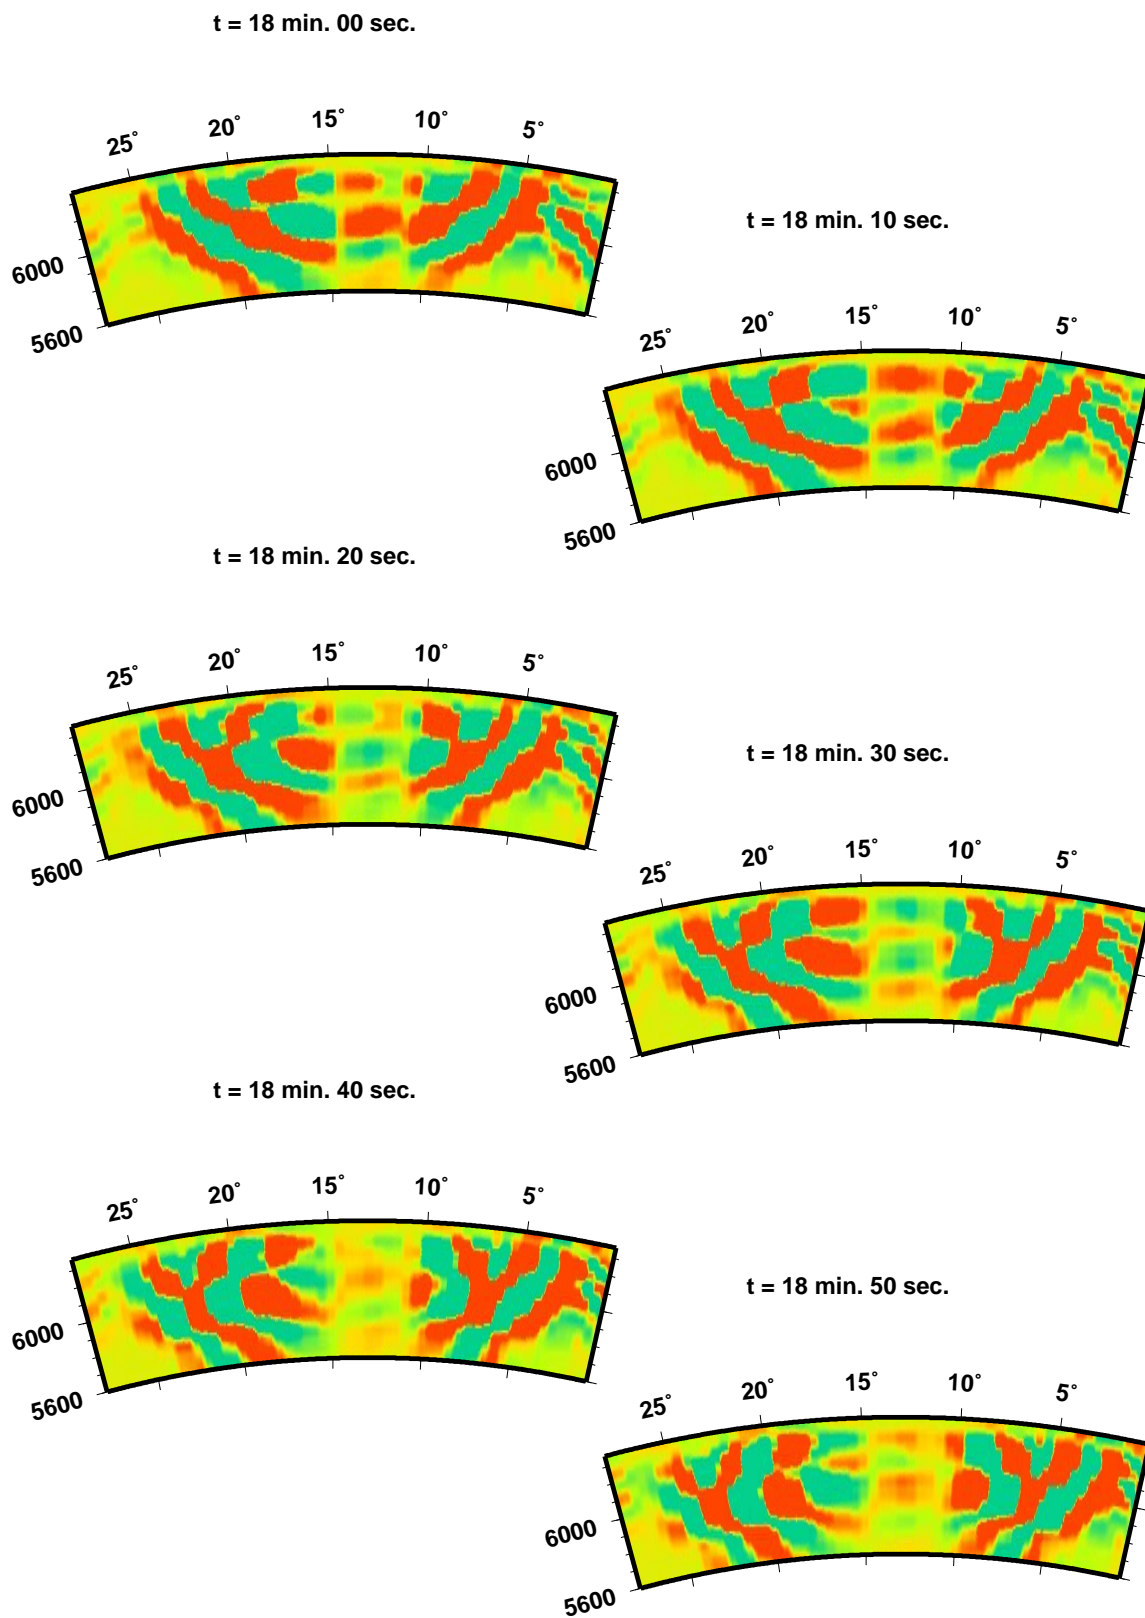 t = 18 min. 00 sec.
25° 20° 15° 10° 5°
6000
5600
t = 18 min. 10 sec.
25° 20° 15° 10° 5°
6000
5600
t = 18 min. 20 sec.
25° 20° 15° 10° 5°
6000
5600
t = 18 min. 30 sec.
25° 20° 15° 10° 5°
6000
5600
t = 18 min. 40 sec.
25° 20° 15° 10° 5°
6000
5600
t = 18 min. 50 sec.
25° 20° 15° 10° 5°
6000
5600